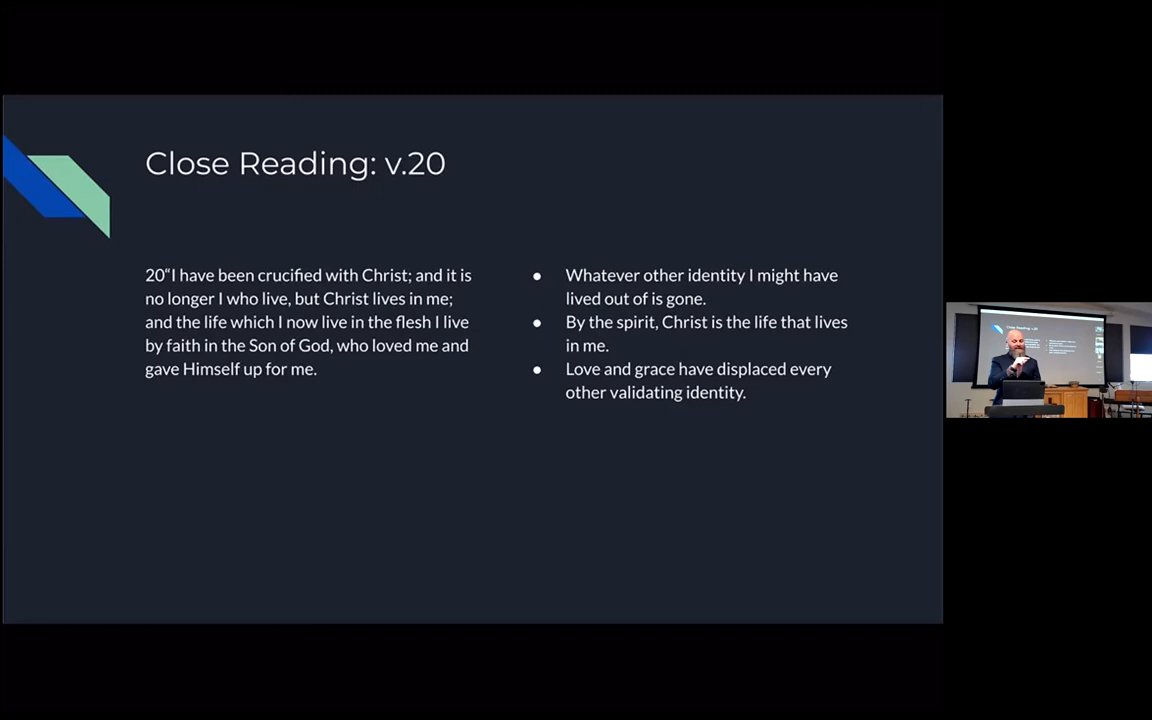 Close Reading: v.20
20“I have been crucified with Christ; and it is
no longer I who live, but Christ lives in me;
and the life which I now live in the flesh I live
by faith in the Son of God, who loved me and
gave Himself up for me.
● Whatever other identity I might have
lived out of is gone.
● By the spirit, Christ is the life that lives
in me.
● Love and grace have displaced every
other validating identity.
Close Reading: v.20